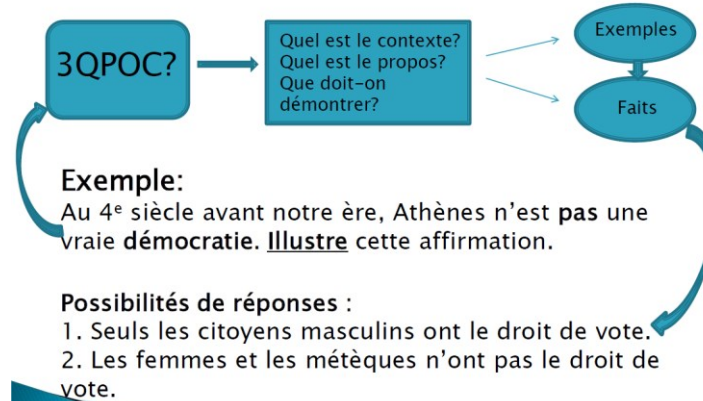 3QPOC?
Quel est le contexte?
Quel est le propos?
Que doit-on
démontrer?
Exemples
Faits
Exemple:
Au 4e siècle avant notre ère, Athènes n’est pas une
vraie démocratie. Illustre cette affirmation.
Possibilités de réponses :
1. Seuls les citoyens masculins ont le droit de vote.
2. Les femmes et les métèques n’ont pas le droit de
vote.